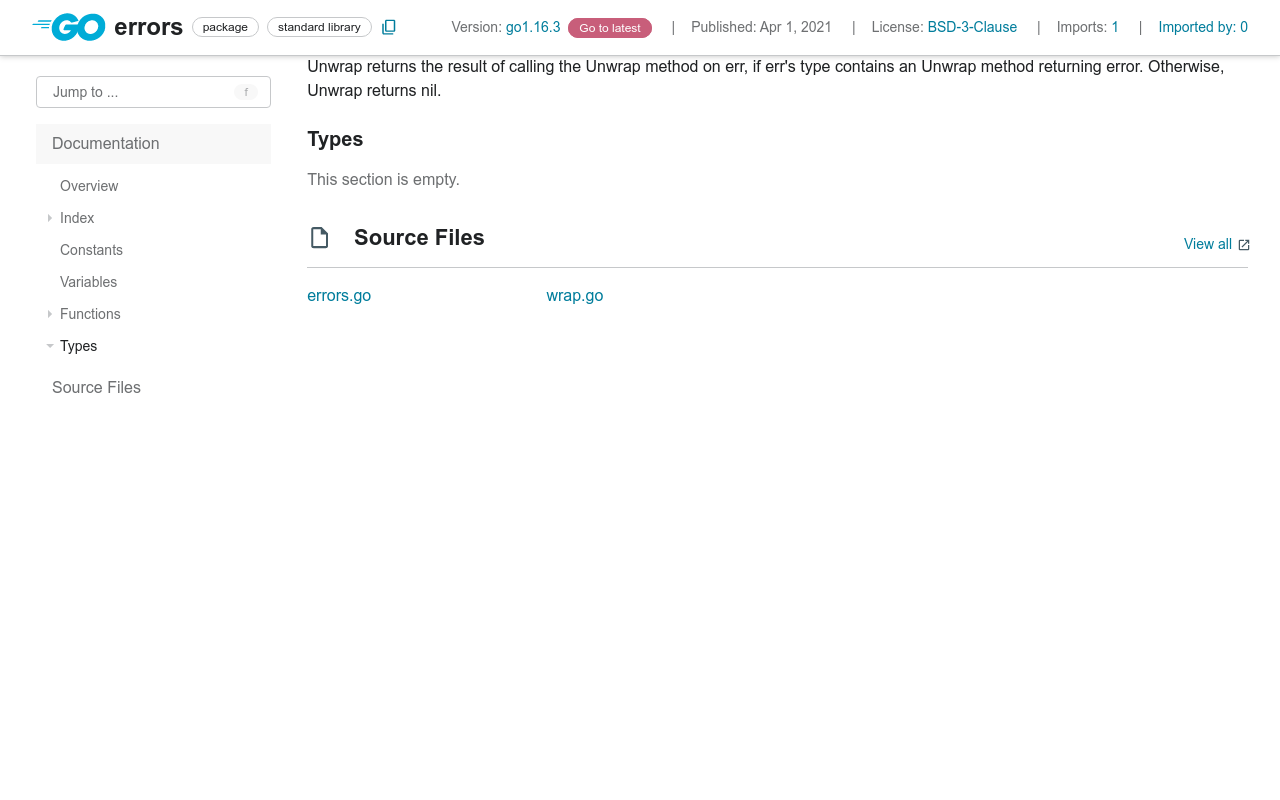 GO errors package standard library Version: go1.16.3 Go to latest | Published: Apr 1, 2021 | License: BSD-3-Clause | Imports: 1 | Imported by: 0
Jump to ... f
Documentation
Overview
Index
Constants
Variables
Functions
Types
Source Files
Unwrap returns the result of calling the Unwrap method on err, if err's type contains an Unwrap method returning error. Otherwise,
Unwrap returns nil.
Types
This section is empty.
Source Files
View all
errors.go wrap.go